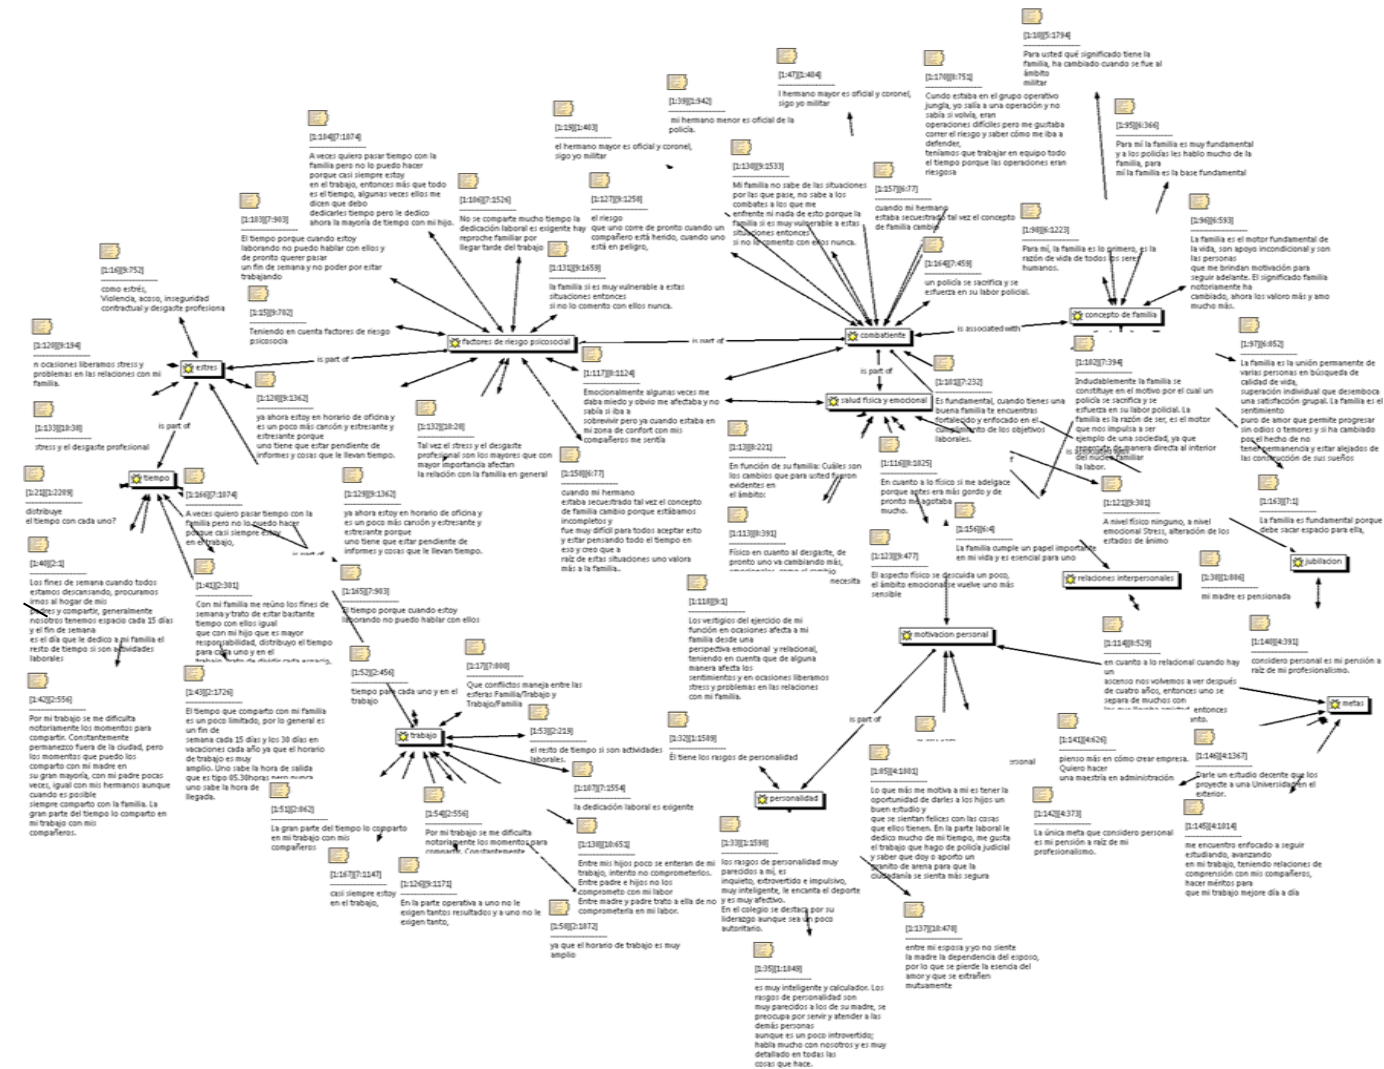 [1:10][5:1794]
Para usted qué significado tiene la
familia, ha cambiado cuando se fue al
ámbito
militar
[1:47][1:404]
l hermano mayor es oficial y coronel,
sigo yo militar
[1:170][8:751]
Cundo estaba en el grupo operativo
jungla, yo salía a una operación y no
sabía si volvía, eran
operaciones difíciles pero me gustaba
correr el riesgo y saber cómo me iba a
defender,
teníamos que trabajar en equipo todo
el tiempo porque las operaciones eran
riesgosa
[1:39][1:942]
mi hermano menor es oficial de la
policía.
[1:95][6:366]
Para mí la familia es muy fundamental
y a los policías les hablo mucho de la
familia, para
mí la familia es la base fundamental
[1:19][1:403]
el hermano mayor es oficial y coronel,
sigo yo militar
[1:104][7:1074]
A veces quiero pasar tiempo con la
familia pero no lo puedo hacer
porque casi siempre estoy
en el trabajo, entonces más que todo
es el tiempo, algunas veces ellos me
dicen que debo
dedicarles tiempo pero le dedico
ahora la mayoría de tiempo con mi hijo.
[1:130][9:1533]
Mi familia no sabe de las situaciones
por las que pase, no sabe a los
combates a los que me
enfrente ni nada de esto porque la
familia si es muy vulnerable a estas
situaciones entonces
si no lo comento con ellos nunca.
[1:157][6:77]
cuando mi hermano
estaba secuestrado tal vez el concepto
de familia cambio
[1:106][7:1526]
No se comparte mucho tiempo la
dedicación laboral es exigente hay
reproche familiar por
llegar tarde del trabajo
[1:127][9:1258]
el riesgo
que uno corre de pronto cuando un
compañero está herido, cuando uno
está en peligro,
[1:103][7:903]
El tiempo porque cuando estoy
laborando no puedo hablar con ellos y
de pronto querer pasar
un fin de semana y no poder por estar
trabajando
[1:98][6:1223]
Para mí, la familia es lo primero, es la
razón de vida de todos los seres
humanos.
[1:96][6:593]
La familia es el motor fundamental de
la vida, son apoyo incondicional y son
las personas
que me brindan motivación para
seguir adelante. El significado familia
notoriamente ha
cambiado, ahora los valoro más y amo
mucho más.
[1:16][9:752]
como estrés,
Violencia, acoso, inseguridad
contractual y desgaste profesiona
[1:131][9:1659]
la familia si es muy vulnerable a estas
situaciones entonces
si no lo comento con ellos nunca.
[1:164][7:459]
un policía se sacrifica y se
esfuerza en su labor policial.
[1:15][9:702]
Teniendo en cuenta factores de riesgo
psicosocia
concepto de familia
is associated with
combatiente
factores de riesgo psicosocial
is part of
is part of
estres
[1:120][9:194]
n ocasiones liberamos stress y
problemas en las relaciones con mi
familia.
[1:128][9:1362]
ya ahora estoy en horario de oficina y
es un poco más cansón y estresante y
estresante porque
uno tiene que estar pendiente de
informes y cosas que le llevan tiempo.
[1:117][8:1124]
Emocionalmente algunas veces me
daba miedo y obvio me afectaba y no
sabía si iba a
sobrevivir pero ya cuando estaba en
mi zona de confort con mis
compañeros me sentía
is part of
salud fisica y emocional
[1:101][7:232]
Es fundamental, cuando tienes una
buena familia te encuentras
fortalecido y enfocado en el
cumplimiento de los objetivos
laborales.
[1:102][7:394]
Indudablemente la familia se
constituye en el motivo por el cual un
policía se sacrifica y se
esfuerza en su labor policial. La
familia es la razón de ser, es el motor
que nos impulsa a ser
ejemplo de una sociedad, ya que
repercute de manera directa al interior
del núcleo familiar
la labor.
[1:97][6:852]
La familia es la unión permanente de
varias personas en búsqueda de
calidad de vida,
superación individual que desemboca
una satisfacción grupal. La familia es el
sentimiento
puro de amor que permite progresar
sin odios o temores y si ha cambiado
por el hecho de no
tener permanencia y estar alejados de
las construcción de sus sueños
[1:133][10:38]
stress y el desgaste profesional
is part of
[1:132][10:20]
Tal vez el stress y el desgaste
profesional son los mayores que con
mayor importancia afectan
la relación con la familia en general
[1:13][8:221]
En función de su familia: Cuáles son
los cambios que para usted fueron
evidentes en
el ámbito:
[1:158][6:77]
cuando mi hermano
estaba secuestrado tal vez el concepto
de familia cambio porque estábamos
incompletos y
fue muy difícil para todos aceptar esto
y estar pensando todo el tiempo en
eso y creo que a
raíz de estas situaciones uno valora
más a la familia..
[1:116][8:1025]
En cuanto a lo físico si me adelgace
porque antes era más gordo y de
pronto me agotaba
mucho.
tiempo
[1:21][1:2209]
distribuye
el tiempo con cada uno?
[1:166][7:1074]
A veces quiero pasar tiempo con la
familia pero no lo puedo hacer
porque casi siempre estoy
en el trabajo,
[1:129][9:1362]
ya ahora estoy en horario de oficina y
es un poco más cansón y estresante y
estresante porque
uno tiene que estar pendiente de
informes y cosas que le llevan tiempo.
[1:113][8:391]
Físico en cuanto al desgaste, de
pronto uno va cambiando más,
necesita
[1:156][6:4]
La familia cumple un papel importante
en mi vida y es esencial para uno
[1:121][9:301]
A nivel físico ninguno, a nivel
emocional Stress, alteración de los
estados de ánimo
[1:163][7:1]
La familia es fundamental porque
debe sacar espacio para ella,
[1:40][2:1]
Los fines de semana cuando todos
estamos descansando, procuramos
irnos al hogar de mis
padres y compartir, generalmente
nosotros tenemos espacio cada 15 días
y el fin de semana
es el día que le dedico a mi familia el
resto de tiempo si son actividades
laborales
[1:123][9:477]
El aspecto físico se descuida un poco,
el ámbito emocional se vuelve uno más
sensible
jubilacion
relaciones interpersonales
[1:38][1:886]
mi madre es pensionada
[1:41][2:301]
Con mi familia me reúno los fines de
semana y trato de estar bastante
tiempo con ellos igual
que con mi hijo que es mayor
responsabilidad, distribuyo el tiempo
para cada uno y en el
trabajo trato de dividir cada espacio,
[1:165][7:903]
El tiempo porque cuando estoy
laborando no puedo hablar con ellos
[1:118][9:1]
Los vestigios del ejercicio de mi
función en ocasiones afecta a mi
familia desde una
perspectiva emocional y relacional,
teniendo en cuenta que de alguna
manera afecta los
sentimientos y en ocasiones liberamos
stress y problemas en las relaciones
con mi familia.
motivacion personal
[1:114][8:529]
en cuanto a lo relacional cuando hay
un
ascenso nos volvemos a ver después
de cuatro años, entonces uno se
separa de muchos con
entonces
[1:140][4:391]
considero personal es mi pensión a
raíz de mi profesionalismo.
[1:42][2:556]
Por mi trabajo se me dificulta
notoriamente los momentos para
compartir. Constantemente
permanezco fuera de la ciudad, pero
los momentos que puedo los
comparto con mi madre en
su gran mayoría, con mi padre pocas
veces, igual con mis hermanos aunque
cuando es posible
siempre comparto con la familia. La
gran parte del tiempo lo comparto en
mi trabajo con mis
compañeros.
[1:43][2:1726]
El tiempo que comparto con mi familia
es un poco limitado, por lo general es
un fin de
semana cada 15 días y los 30 días en
vacaciones cada año ya que el horario
de trabajo es muy
amplio. Uno sabe la hora de salida
que es tipo 05.30horas pero nunca
uno sabe la hora de
llegada.
[1:52][2:456]
tiempo para cada uno y en el
trabajo
[1:17][7:800]
Que conflictos maneja entre las
esferas Familia/Trabajo y
Trabajo/Familia
metas
is part of
trabajo
[1:53][2:219]
el resto de tiempo si son actividades
laborales.
[1:32][1:1589]
Él tiene los rasgos de personalidad
[1:141][4:626]
pienso más en cómo crear empresa.
Quiero hacer
una maestría en administración
[1:146][4:1367]
Darle un estudio decente que los
proyecte a una Universidad en el
exterior.
[1:107][7:1554]
la dedicación laboral es exigente
personalidad
[1:85][4:1801]
Lo que más me motiva a mi es tener la
oportunidad de darles a los hijos un
buen estudio y
que se sientan felices con las cosas
que ellos tienen. En la parte laboral le
dedico mucho de mi tiempo, me gusta
el trabajo que hago de policía judicial
y saber que doy o aporto un
granito de arena para que la
ciudadanía se sienta más segura
[1:142][4:373]
La única meta que considero personal
es mi pensión a raíz de mi
profesionalismo.
[1:145][4:1014]
me encuentro enfocado a seguir
estudiando, avanzando
en mi trabajo, teniendo relaciones de
comprensión con mis compañeros,
hacer méritos para
que mi trabajo mejore día a día
[1:51][2:862]
La gran parte del tiempo lo comparto
en mi trabajo con mis
compañeros
[1:54][2:556]
Por mi trabajo se me dificulta
notoriamente los momentos para
compartir. Constantemente
[1:138][10:651]
Entre mis hijos poco se enteran de mi
trabajo, intento no comprometerlos.
Entre padre e hijos no los
comprometo con mi labor
Entre madre y padre trato a ella de no
comprometerla en mi labor.
[1:33][1:1598]
los rasgos de personalidad muy
parecidos a mí, es
inquieto, extrovertido e impulsivo,
muy inteligente, le encanta el deporte
y es muy afectivo.
En el colegio se destaca por su
liderazgo aunque sea un poco
autoritario.
[1:167][7:1147]
casi siempre estoy
en el trabajo,
[1:126][9:1171]
En la parte operativa a uno no le
exigen tantos resultados y a uno no le
exigen tanto,
[1:50][2:1872]
ya que el horario de trabajo es muy
amplio
[1:137][10:478]
entre mi esposa y yo no siente
la madre la dependencia del esposo,
por lo que se pierde la esencia del
amor y que se extrañen
mutuamente
[1:35][1:1849]
es muy inteligente y calculador. Los
rasgos de personalidad son
muy parecidos a los de su madre, se
preocupa por servir y atender a las
demás personas
aunque es un poco introvertido;
habla mucho con nosotros y es muy
detallado en todas las
cosas que hace.